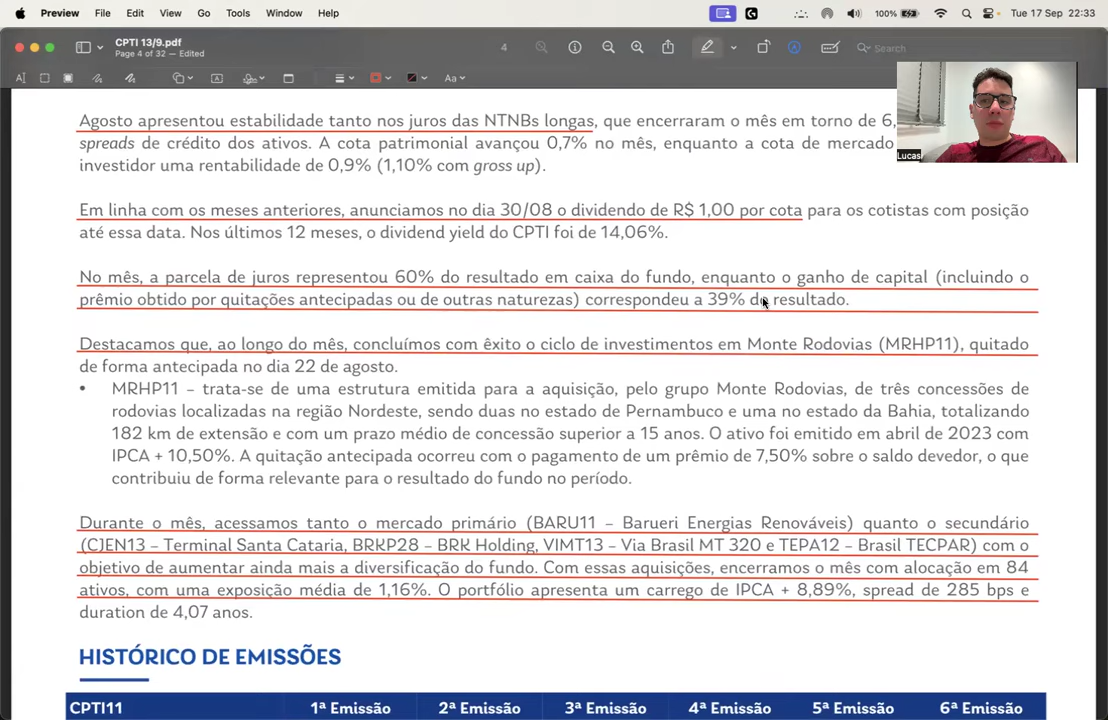 Preview File Edit View Go Tools Window Help 100% Tue 17 Sep 22:33
CPTI 13/9.pdf
Page 4 of 32 — Edited
4
Search
Aa
Agosto apresentou estabilidade tanto nos juros das NTNBs longas, que encerraram o mês em torno de 6,
spreads de crédito dos ativos. A cota patrimonial avançou 0,7% no mês, enquanto a cota de mercado
investidor uma rentabilidade de 0,9% (1,10% com gross up).
Lucas
Em linha com os meses anteriores, anunciamos no dia 30/08 o dividendo de R$ 1,00 por cota para os cotistas com posição
até essa data. Nos últimos 12 meses, o dividend yield do CPTI foi de 14,06%.
No mês, a parcela de juros representou 60% do resultado em caixa do fundo, enquanto o ganho de capital (incluindo o
prêmio obtido por quitações antecipadas ou de outras naturezas) correspondeu a 39% do resultado.
Destacamos que, ao longo do mês, concluímos com êxito o ciclo de investimentos em Monte Rodovias (MRHP11), quitado
de forma antecipada no dia 22 de agosto.
• MRHP11 – trata-se de uma estrutura emitida para a aquisição, pelo grupo Monte Rodovias, de três concessões de
rodovias localizadas na região Nordeste, sendo duas no estado de Pernambuco e uma no estado da Bahia, totalizando
182 km de extensão e com um prazo médio de concessão superior a 15 anos. O ativo foi emitido em abril de 2023 com
IPCA + 10,50%. A quitação antecipada ocorreu com o pagamento de um prêmio de 7,50% sobre o saldo devedor, o que
contribuiu de forma relevante para o resultado do fundo no período.
Durante o mês, acessamos tanto o mercado primário (BARU11 – Barueri Energias Renováveis) quanto o secundário
(CJEN13 – Terminal Santa Cataria, BRKP28 – BRK Holding, VIMT13 – Via Brasil MT 320 e TEPA12 – Brasil TECPAR) com o
objetivo de aumentar ainda mais a diversificação do fundo. Com essas aquisições, encerramos o mês com alocação em 84
ativos, com uma exposição média de 1,16%. O portfólio apresenta um carrego de IPCA + 8,89%, spread de 285 bps e
duration de 4,07 anos.
HISTÓRICO DE EMISSÕES
CPTI11 1ª Emissão 2ª Emissão 3ª Emissão 4ª Emissão 5ª Emissão 6ª Emissão